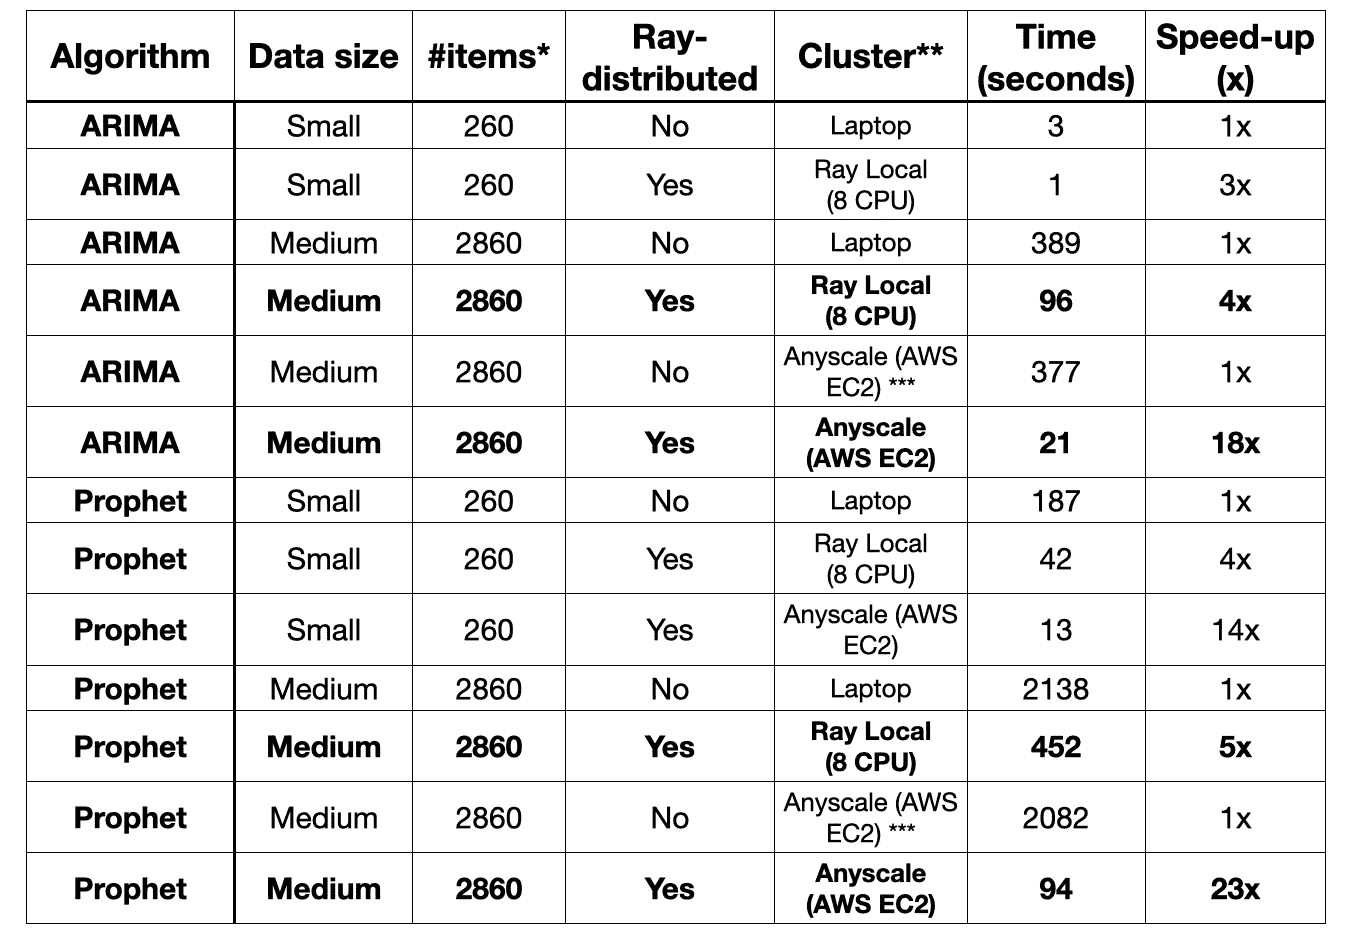 Algorithm Data size #items* Ray-distributed Cluster** Time (seconds) Speed-up (x)
ARIMA Small 260 No Laptop 3 1x
ARIMA Small 260 Yes Ray Local (8 CPU) 1 3x
ARIMA Medium 2860 No Laptop 389 1x
ARIMA Medium 2860 Yes Ray Local (8 CPU) 96 4x
ARIMA Medium 2860 No Anyscale (AWS EC2) *** 377 1x
ARIMA Medium 2860 Yes Anyscale (AWS EC2) 21 18x
Prophet Small 260 No Laptop 187 1x
Prophet Small 260 Yes Ray Local (8 CPU) 42 4x
Prophet Small 260 Yes Anyscale (AWS EC2) 13 14x
Prophet Medium 2860 No Laptop 2138 1x
Prophet Medium 2860 Yes Ray Local (8 CPU) 452 5x
Prophet Medium 2860 No Anyscale (AWS EC2) *** 2082 1x
Prophet Medium 2860 Yes Anyscale (AWS EC2) 94 23x